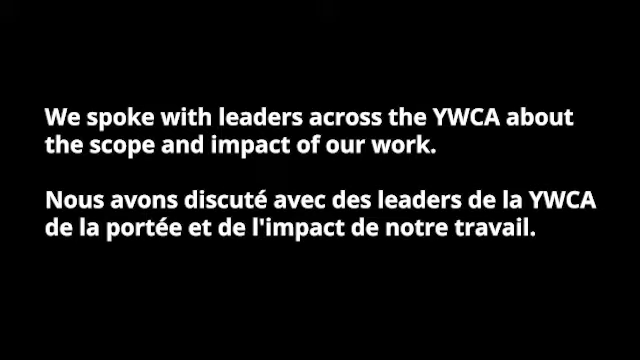 We spoke with leaders across the YWCA about
the scope and impact of our work.
Nous avons discuté avec des leaders de la YWCA
de la portée et de l'impact de notre travail.